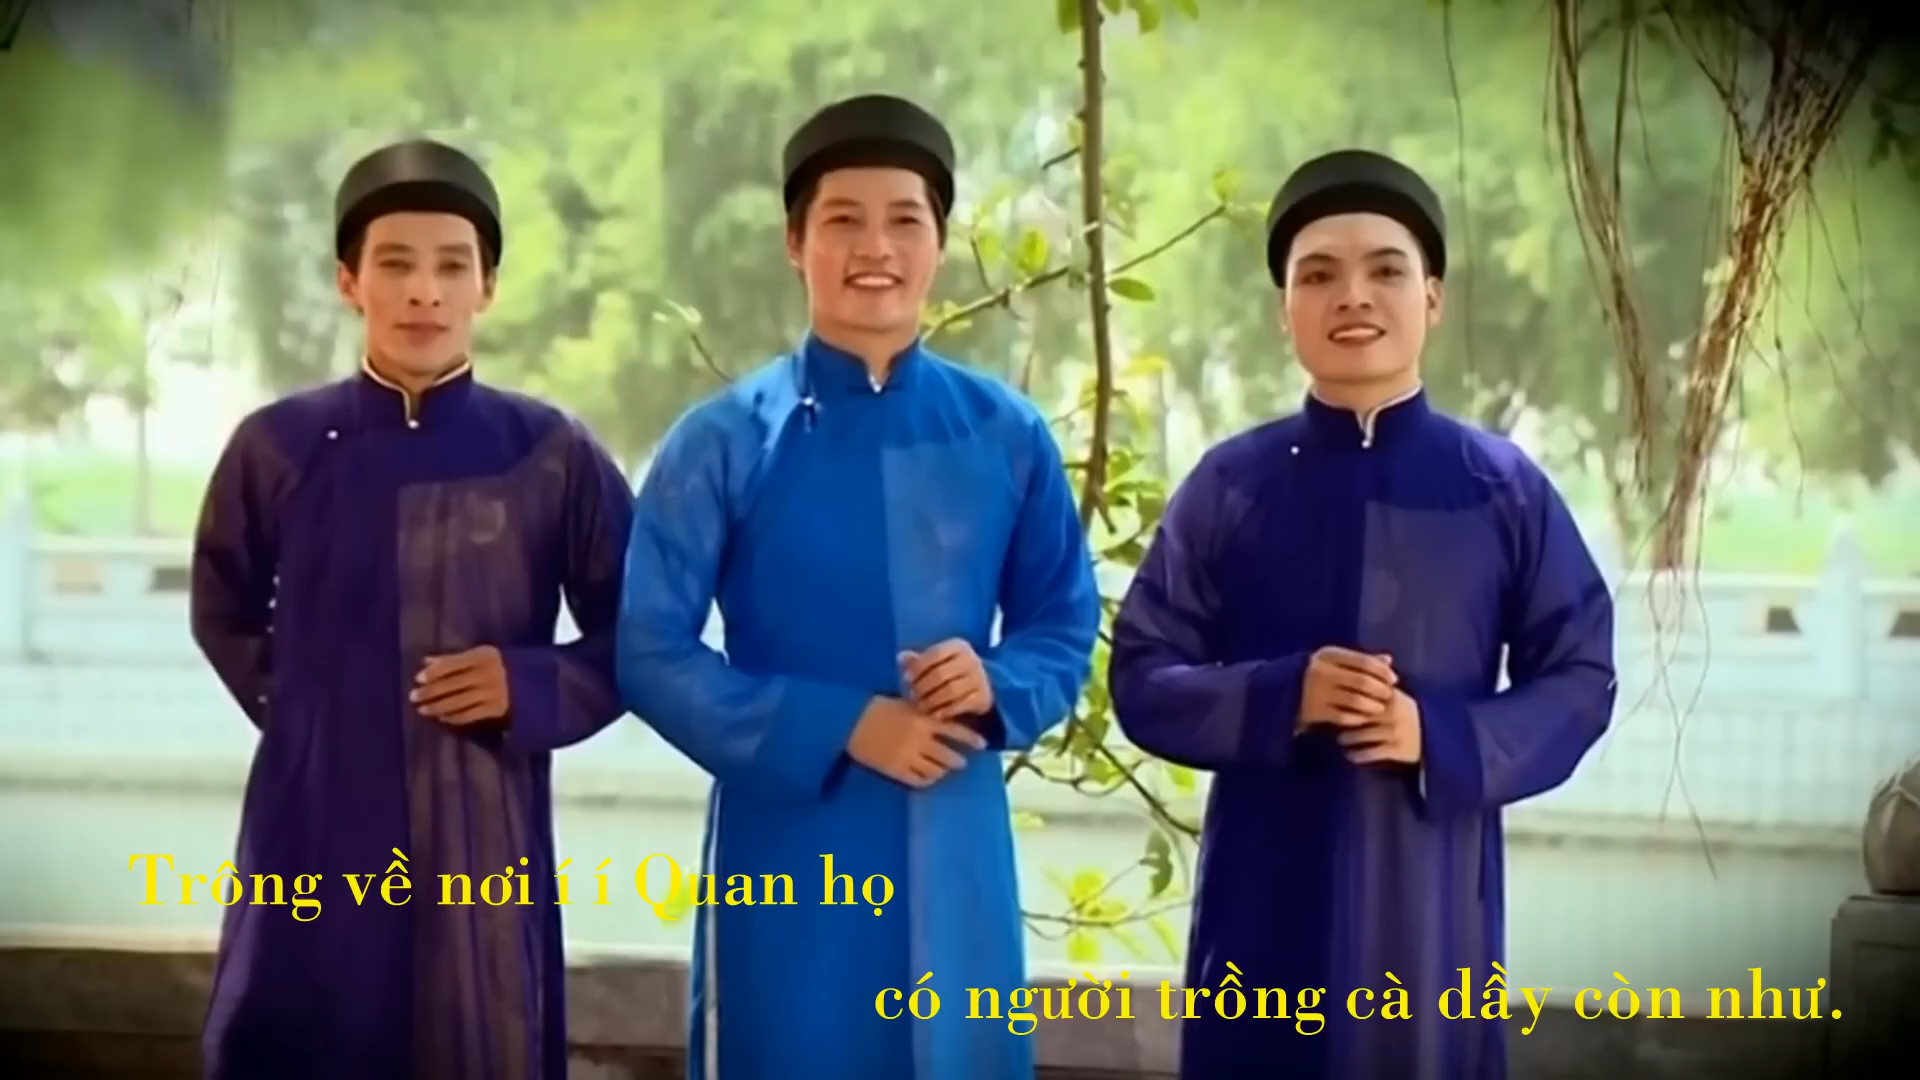 Trông về nơi í í Quan họ
có người trồng cà dầy còn như.